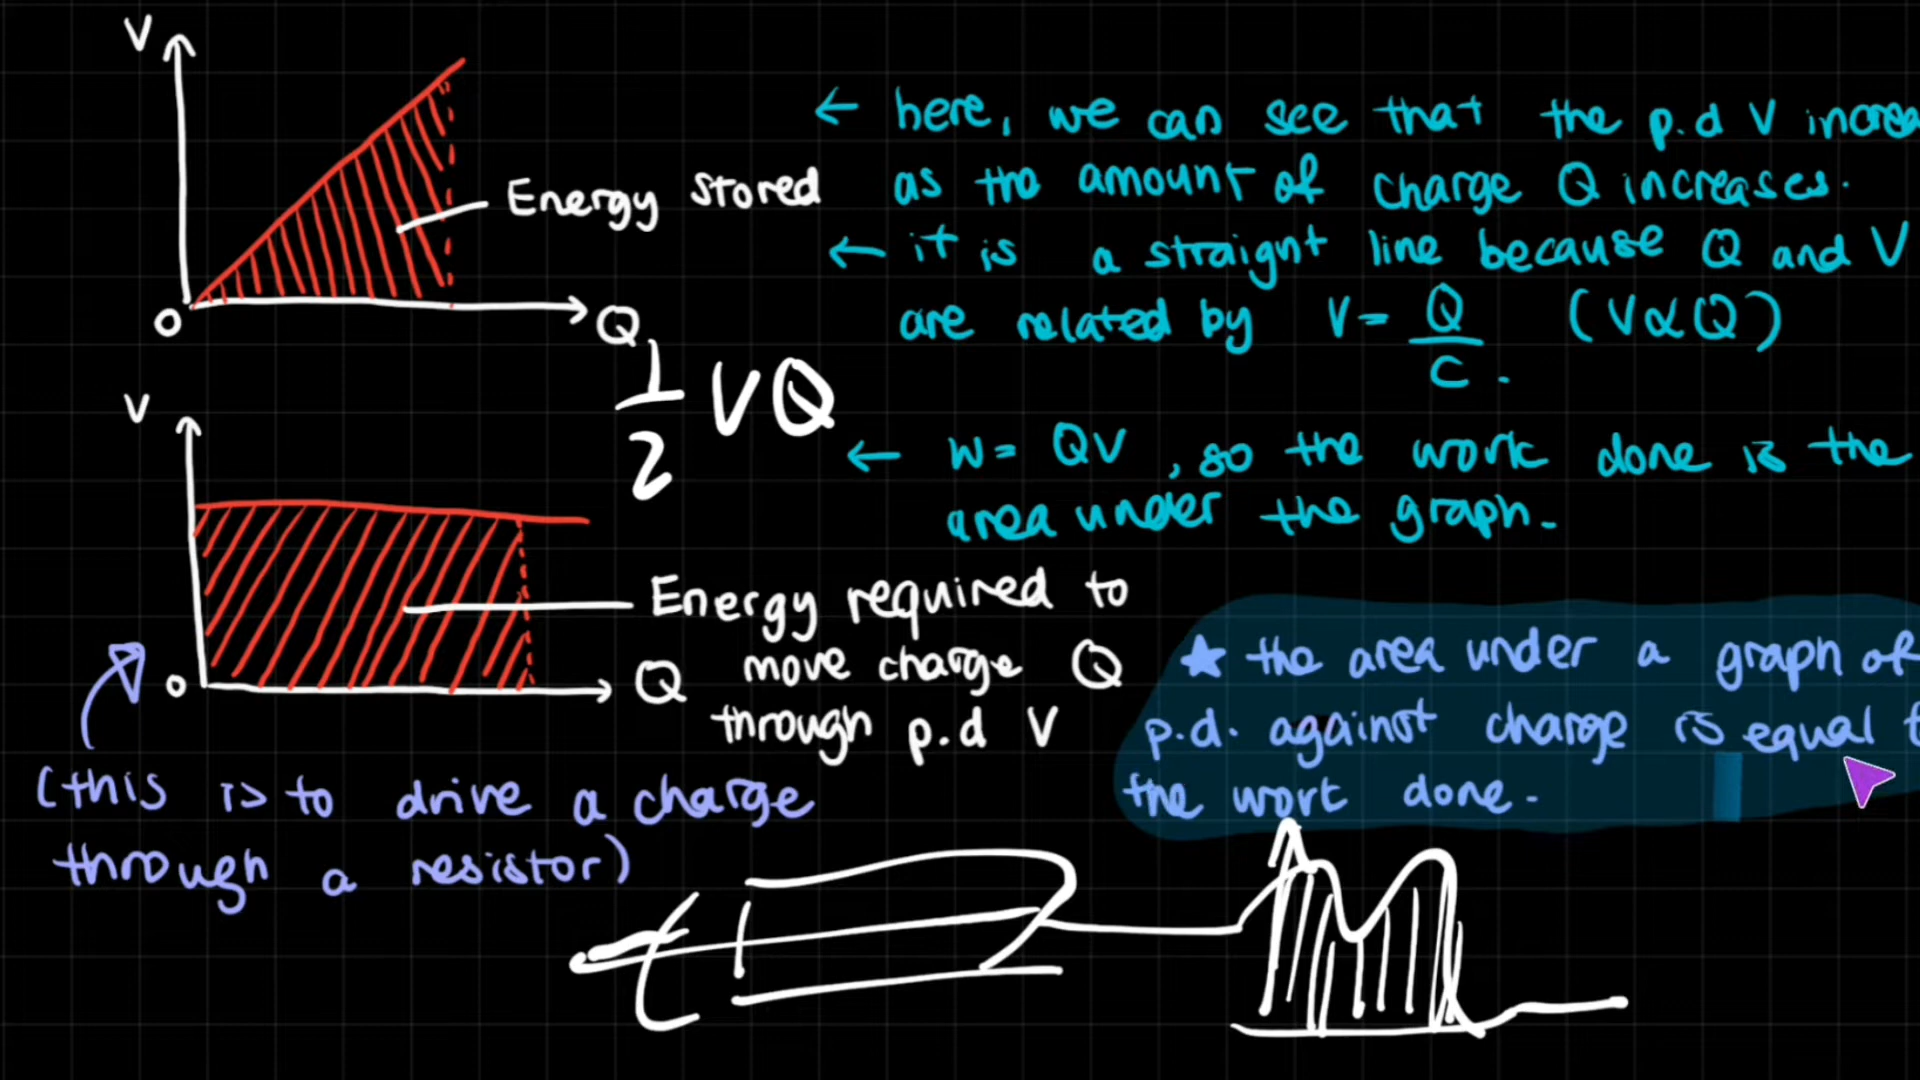 V
Energy stored
O
Q
1/2 VQ
← here, we can see that the p.d V increa
as the amount of charge Q increases.
← it is a straight line because Q and V
are related by V = Q/C . (V∝Q)
← W = QV , so the work done is the
area under the graph.
V
Energy required to
move charge Q
through p.d V
O
Q
(this is to drive a charge
through a resistor)
★ the area under a graph of
p.d. against charge is equal t
the work done.